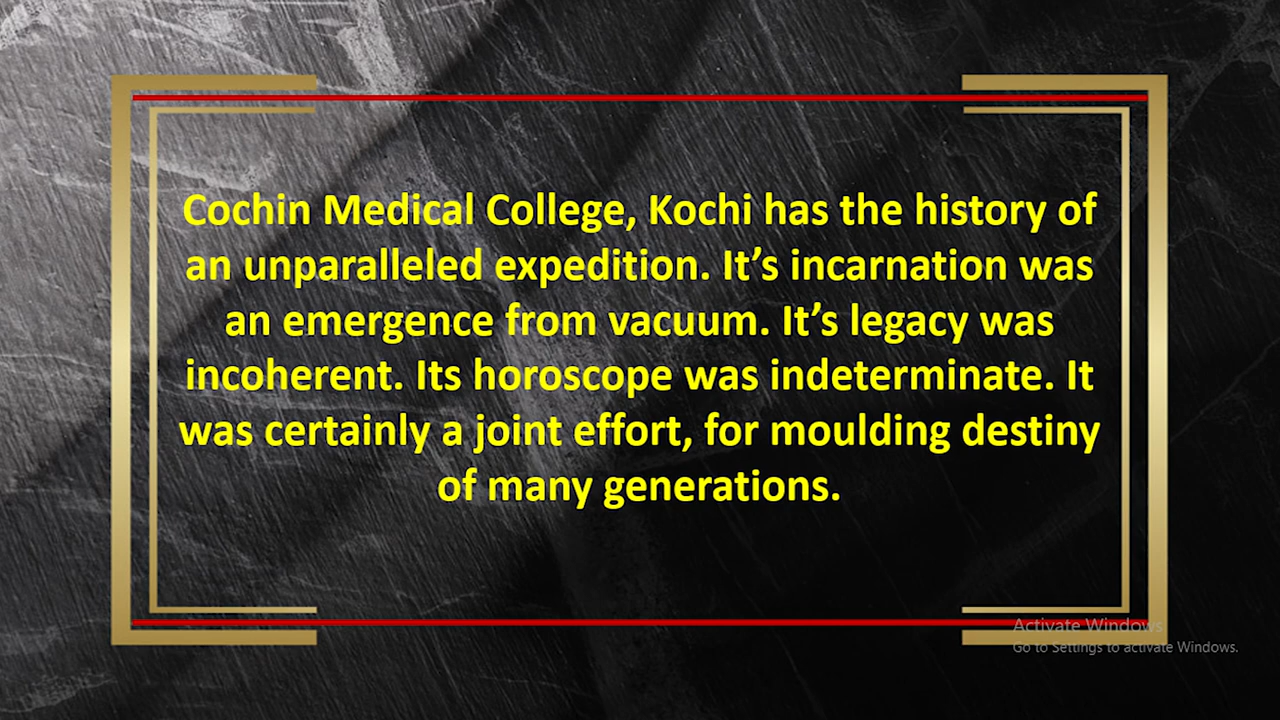 Cochin Medical College, Kochi has the history of
an unparalleled expedition. It’s incarnation was
an emergence from vacuum. It’s legacy was
incoherent. Its horoscope was indeterminate. It
was certainly a joint effort, for moulding destiny
of many generations.
Activate Windows
Go to Settings to activate Windows.